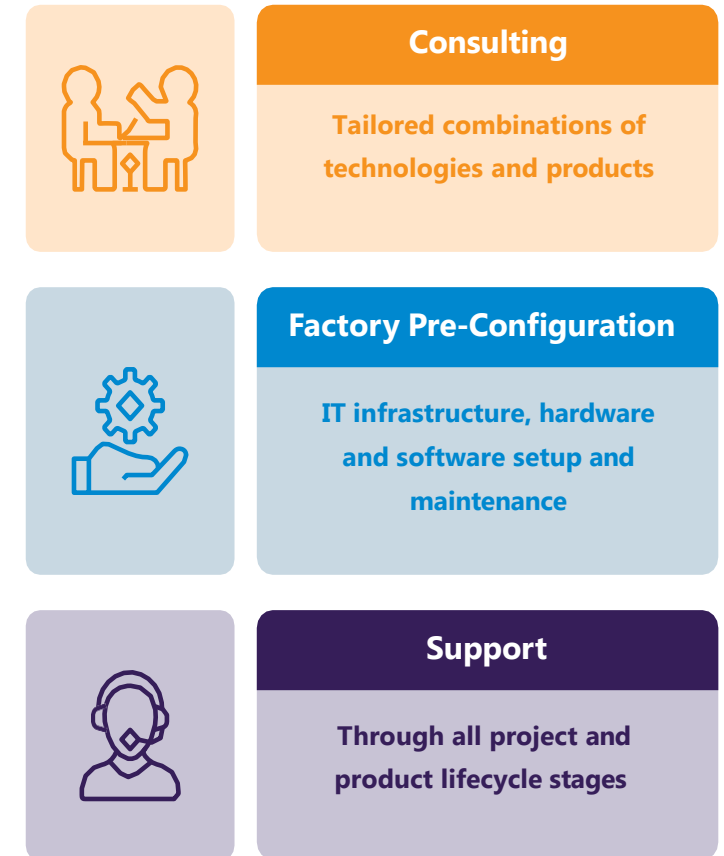 Consulting
Tailored combinations of
technologies and products
Factory Pre-Configuration
IT infrastructure, hardware
and software setup and
maintenance
Support
Through all project and
product lifecycle stages